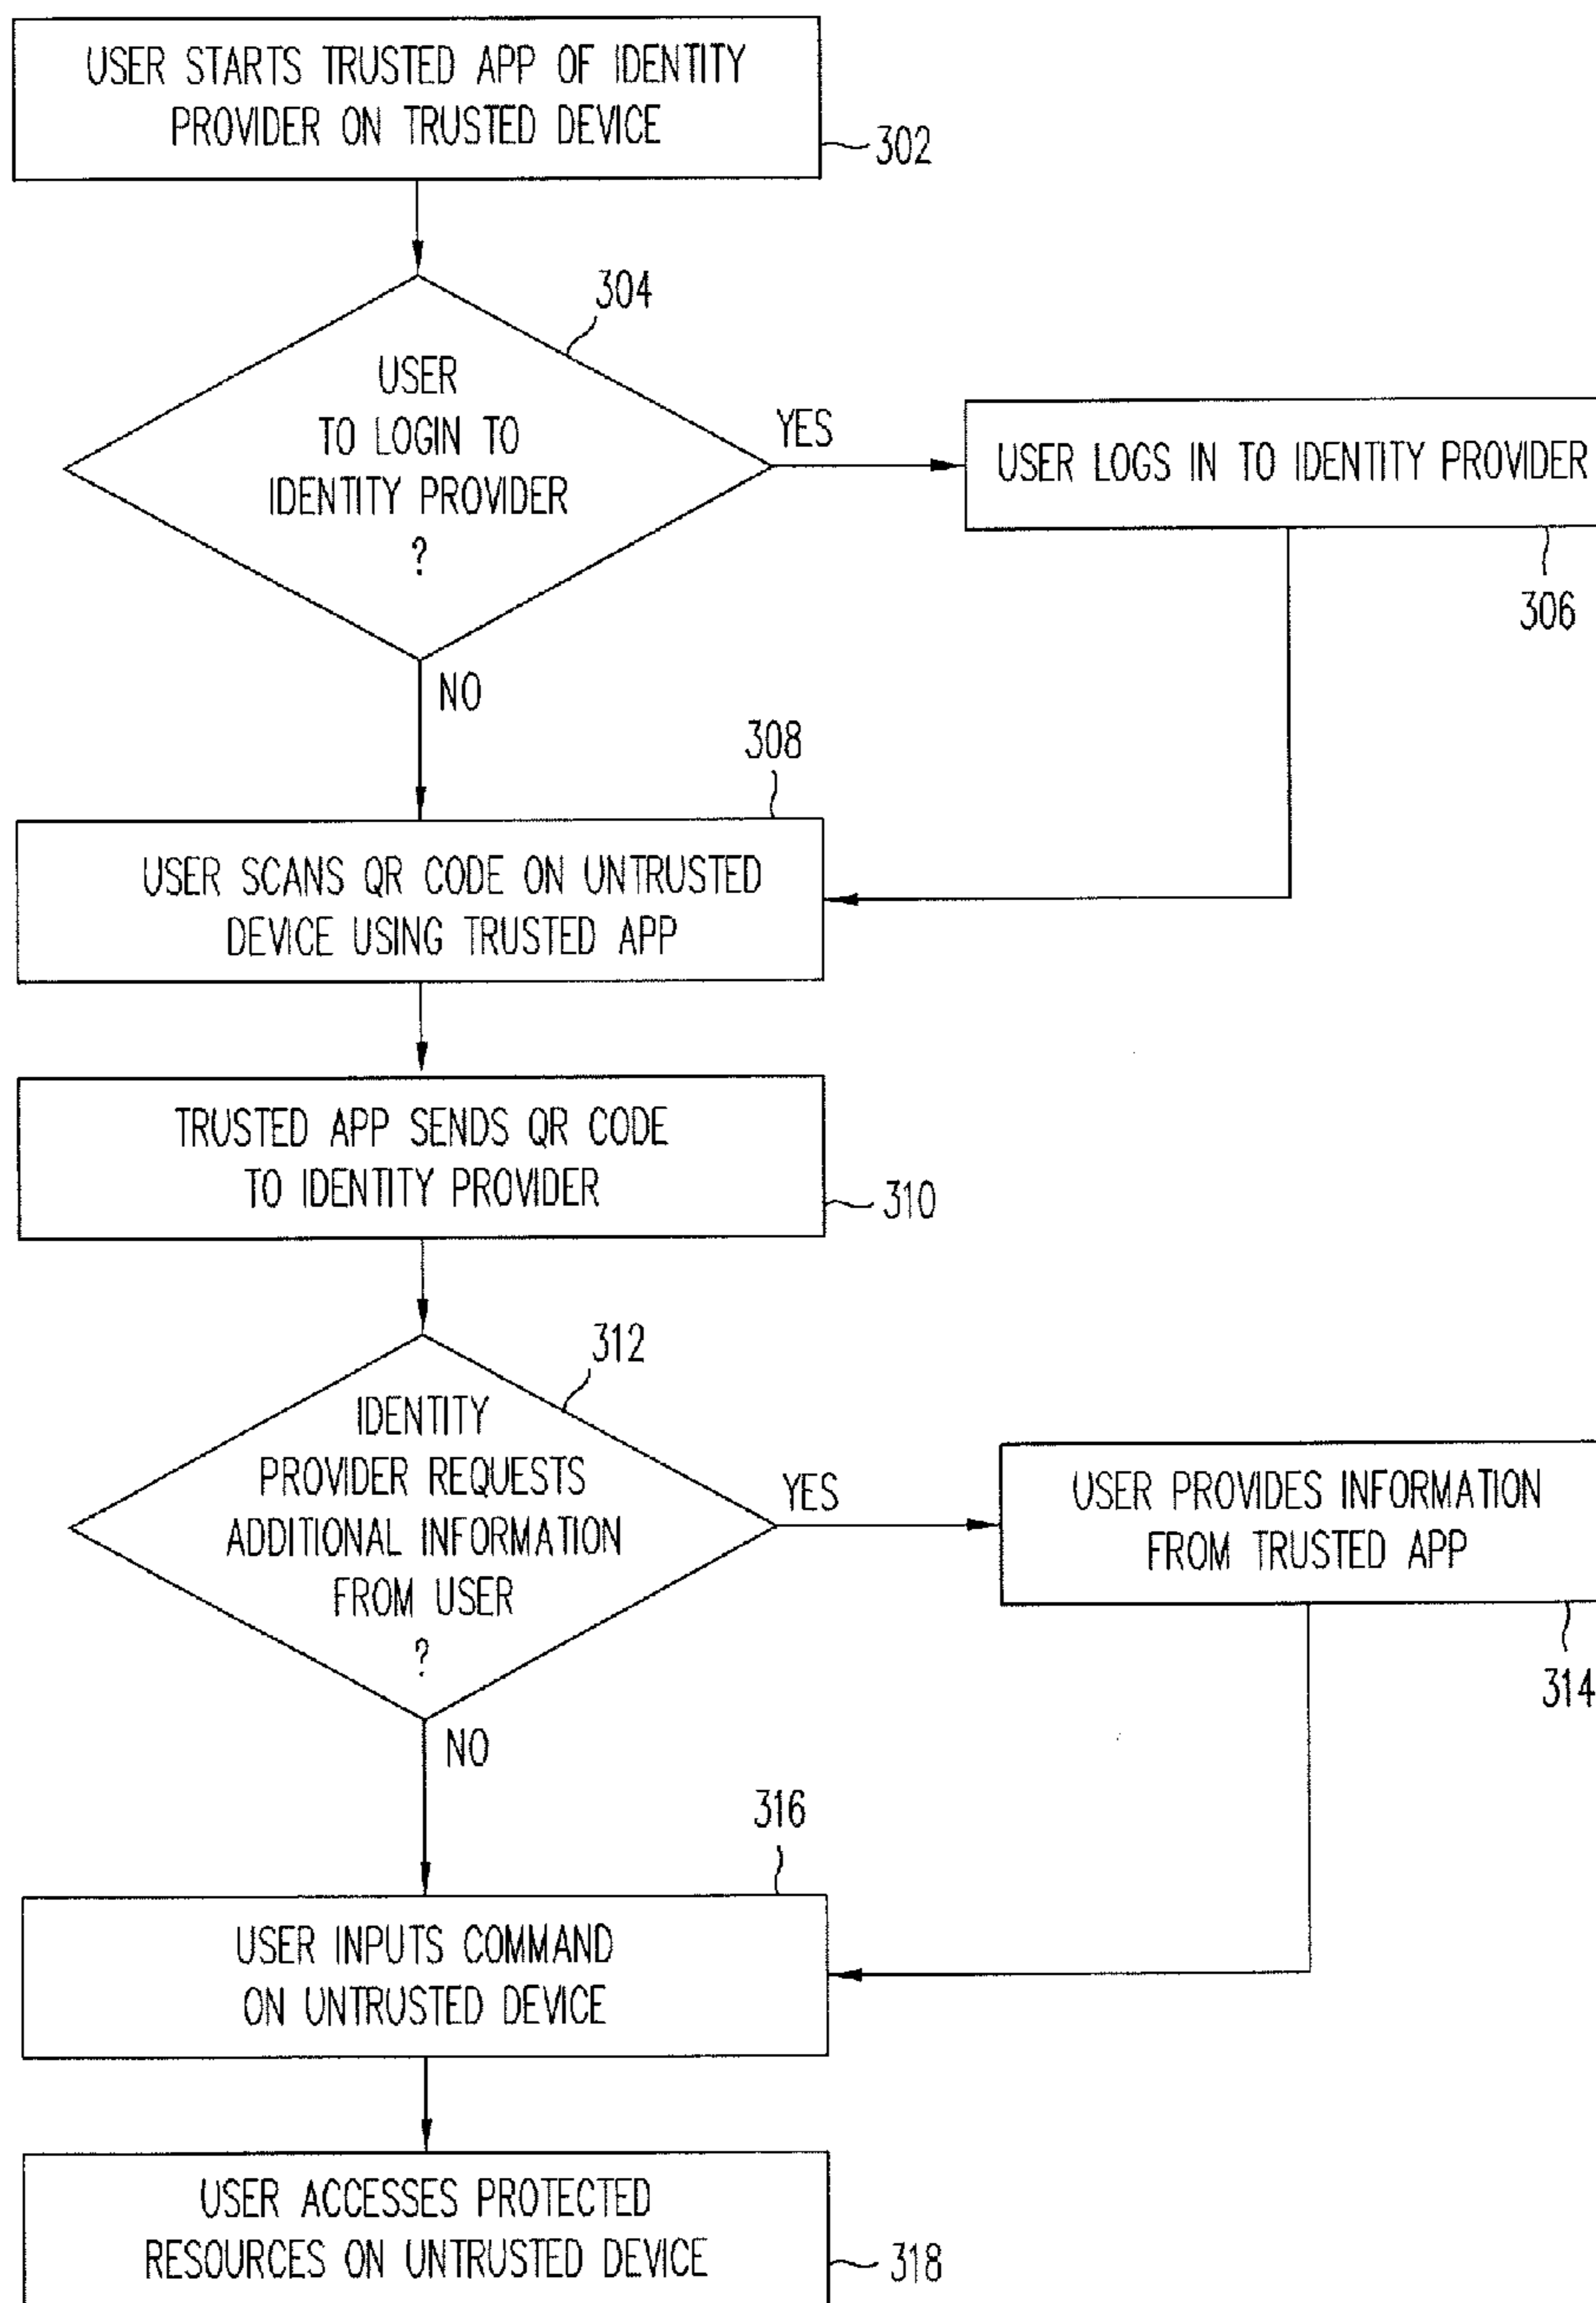 USER STARTS TRUSTED APP OF IDENTITY
PROVIDER ON TRUSTED DEVICE
302
304
USER
TO LOGIN TO
IDENTITY PROVIDER
?
YES
USER LOGS IN TO IDENTITY PROVIDER
306
NO
308
USER SCANS QR CODE ON UNTRUSTED
DEVICE USING TRUSTED APP
TRUSTED APP SENDS QR CODE
TO IDENTITY PROVIDER
310
312
IDENTITY
PROVIDER REQUESTS
ADDITIONAL INFORMATION
FROM USER
?
YES
USER PROVIDES INFORMATION
FROM TRUSTED APP
314
NO
316
USER INPUTS COMMAND
ON UNTRUSTED DEVICE
USER ACCESSES PROTECTED
RESOURCES ON UNTRUSTED DEVICE
318